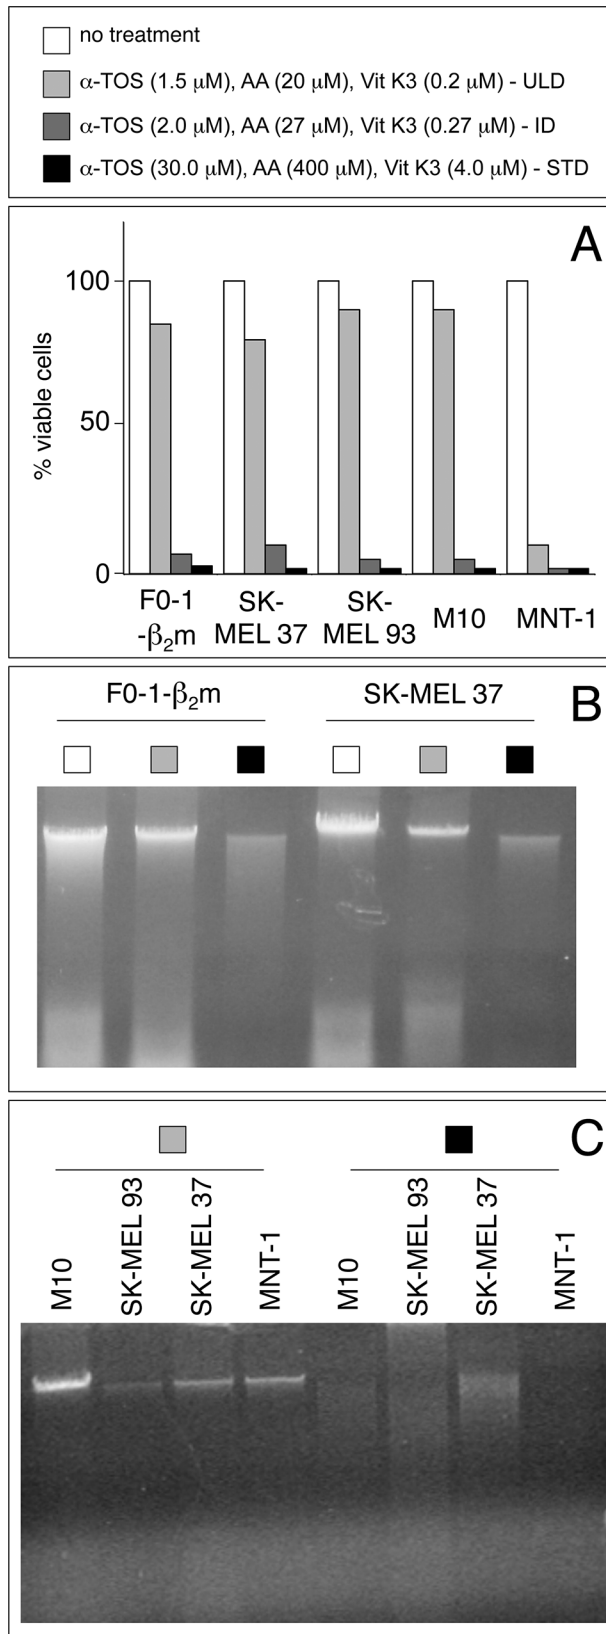 no treatment
α-TOS (1.5 μM), AA (20 μM), Vit K3 (0.2 μM) - ULD
α-TOS (2.0 μM), AA (27 μM), Vit K3 (0.27 μM) - ID
α-TOS (30.0 μM), AA (400 μM), Vit K3 (4.0 μM) - STD
A
% viable cells
100
50
0
F0-1
-β₂m
SK-
MEL 37
SK-
MEL 93
M10
MNT-1
B
F0-1-β₂m
SK-MEL 37
C
M10
SK-MEL 93
SK-MEL 37
MNT-1
M10
SK-MEL 93
SK-MEL 37
MNT-1